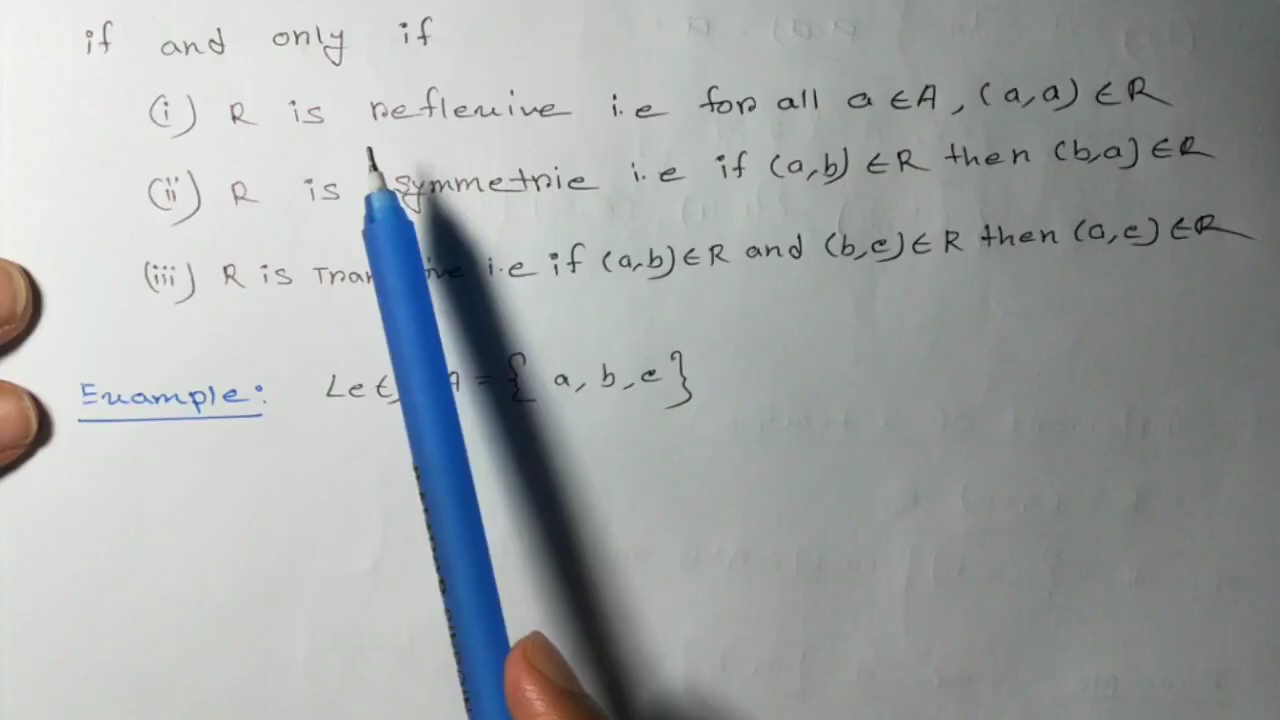 if and only if
(i) R is reflexive i.e for all a ∈ A, (a,a) ∈ R
(ii) R is symmetric i.e if (a,b) ∈ R then (b,a) ∈ R
(iii) R is i.e if (a,b) ∈ R and (b,c) ∈ R then (a,c) ∈ R
Example: Let, A = { a, b, c }